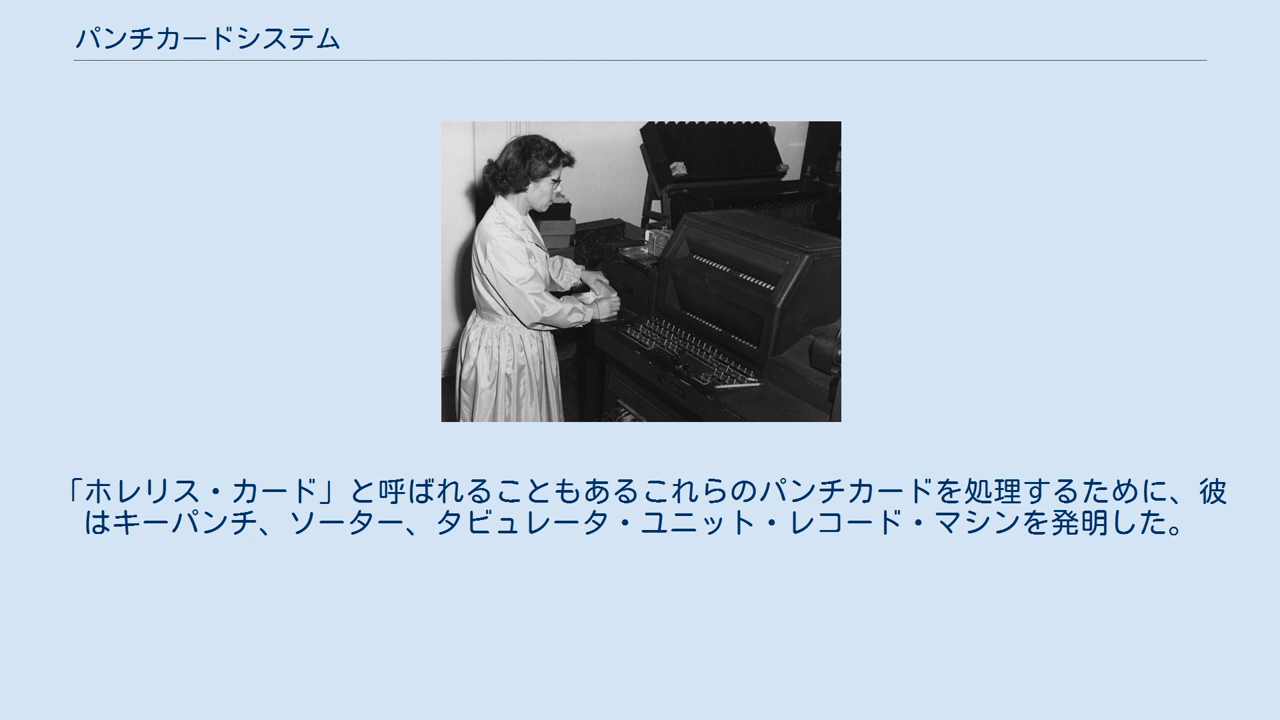 パンチカードシステム
「ホレリス・カード」と呼ばれることもあるこれらのパンチカードを処理するために、彼
はキーパンチ、ソーター、タビュレータ・ユニット・レコード・マシンを発明した。